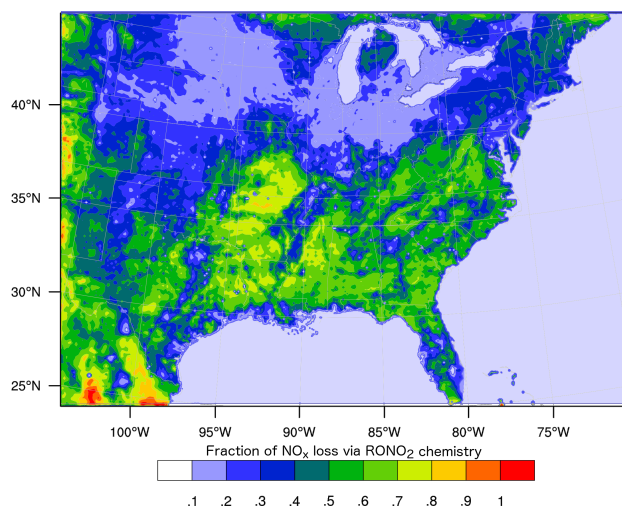 40°N
35°N
30°N
25°N
100°W 95°W 90°W 85°W 80°W 75°W
Fraction of NOx loss via RONO2 chemistry
.1 .2 .3 .4 .5 .6 .7 .8 .9 1